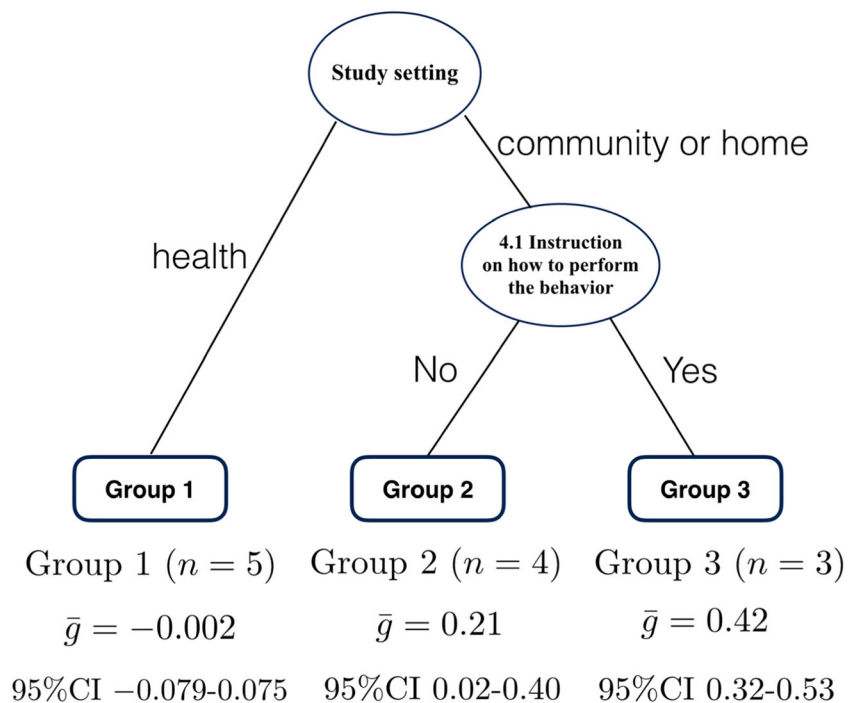 Study setting
community or home
health
4.1 Instruction
on how to perform
the behavior
No
Yes
Group 1
Group 2
Group 3
Group 1 (n = 5)
Group 2 (n = 4)
Group 3 (n = 3)
ḡ = −0.002
ḡ = 0.21
ḡ = 0.42
95%CI −0.079-0.075
95%CI 0.02-0.40
95%CI 0.32-0.53